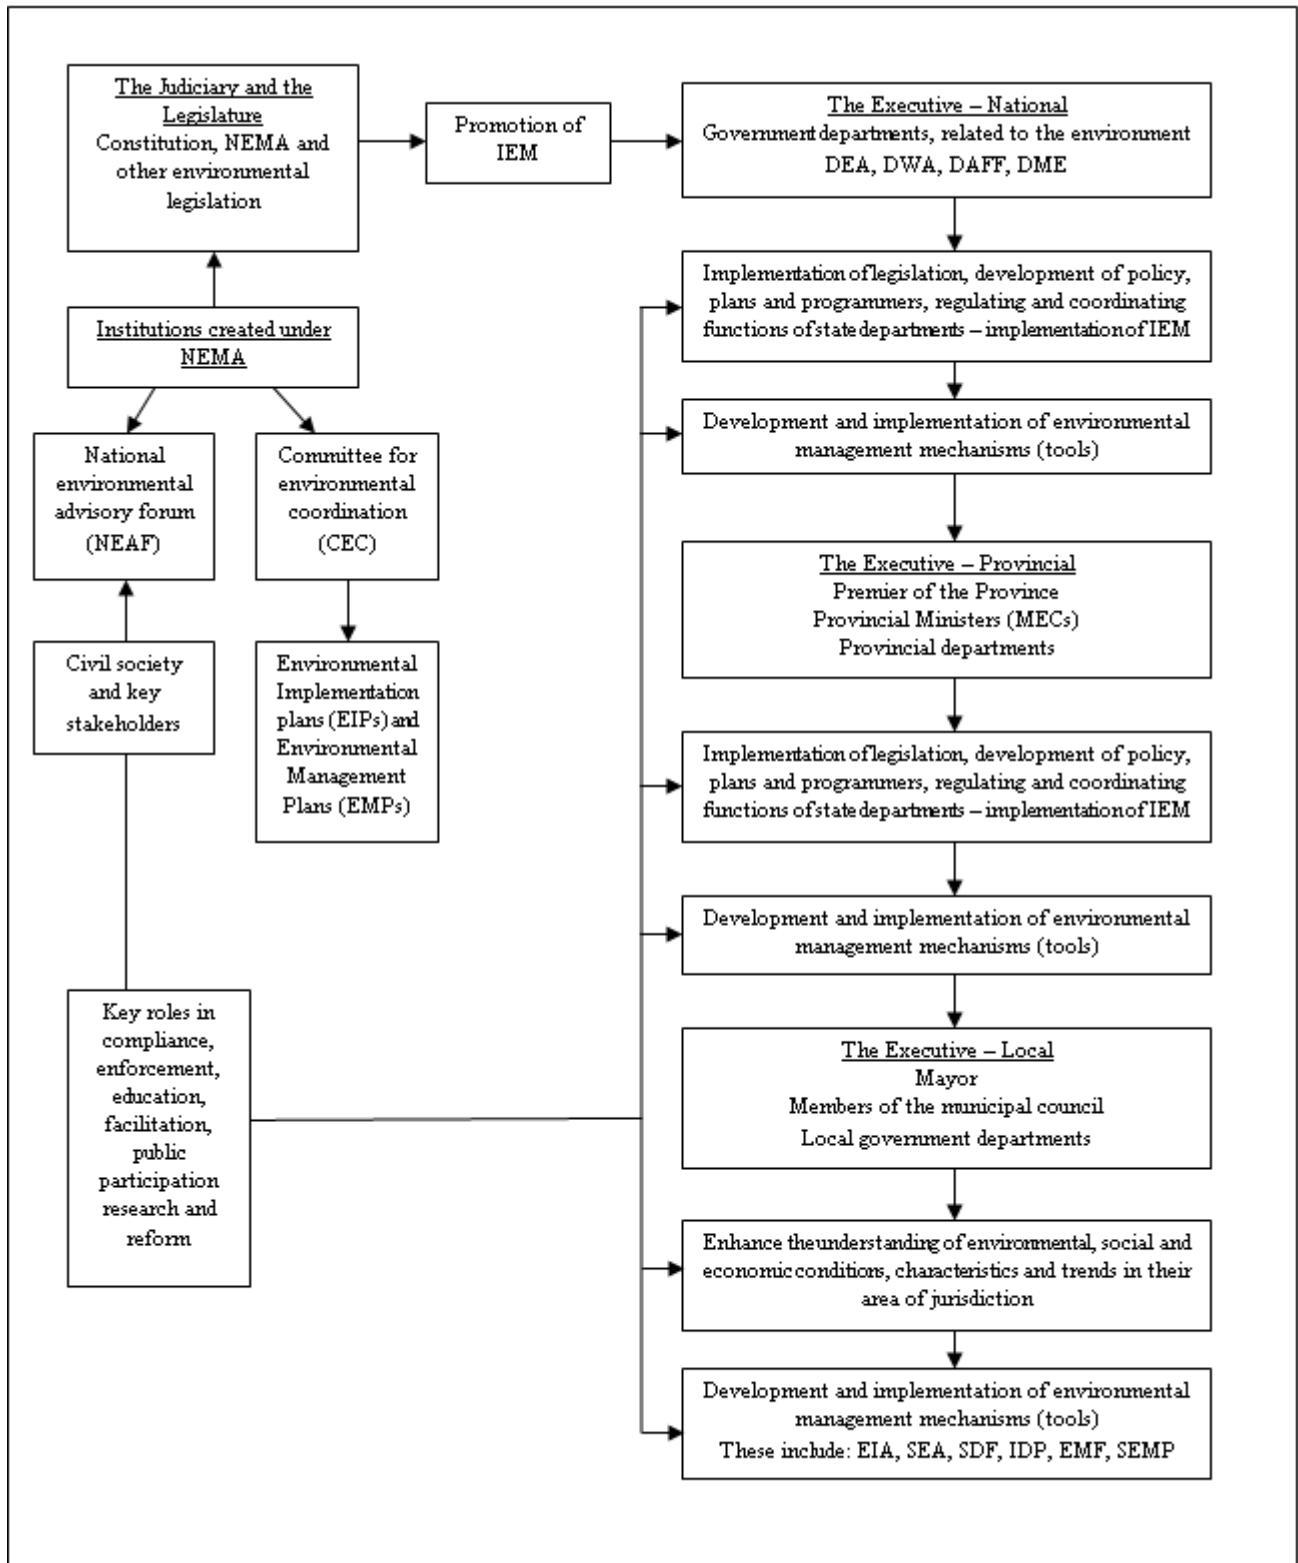 The Judiciary and the
Legislature
Constitution, NEMA and
other environmental
legislation
Promotion of
IEM
The Executive – National
Government departments, related to the environment
DEA, DWA, DAFF, DME
Implementation of legislation, development of policy,
plans and programmers, regulating and coordinating
functions of state departments – implementation of IEM
Institutions created under
NEMA
Development and implementation of environmental
management mechanisms (tools)
National
environmental
advisory forum
(NEAF)
Committee for
environmental
coordination
(CEC)
The Executive – Provincial
Premier of the Province
Provincial Ministers (MECs)
Provincial departments
Civil society
and key
stakeholders
Environmental
Implementation
plans (EIPs) and
Environmental
Management
Plans (EMPs)
Implementation of legislation, development of policy,
plans and programmers, regulating and coordinating
functions of state departments – implementation of IEM
Development and implementation of environmental
management mechanisms (tools)
Key roles in
compliance,
enforcement,
education,
facilitation,
public
participation
research and
reform
The Executive – Local
Mayor
Members of the municipal council
Local government departments
Enhance the understanding of environmental, social and
economic conditions, characteristics and trends in their
area of jurisdiction
Development and implementation of environmental
management mechanisms (tools)
These include: EIA, SEA, SDF, IDP, EMF, SEMP